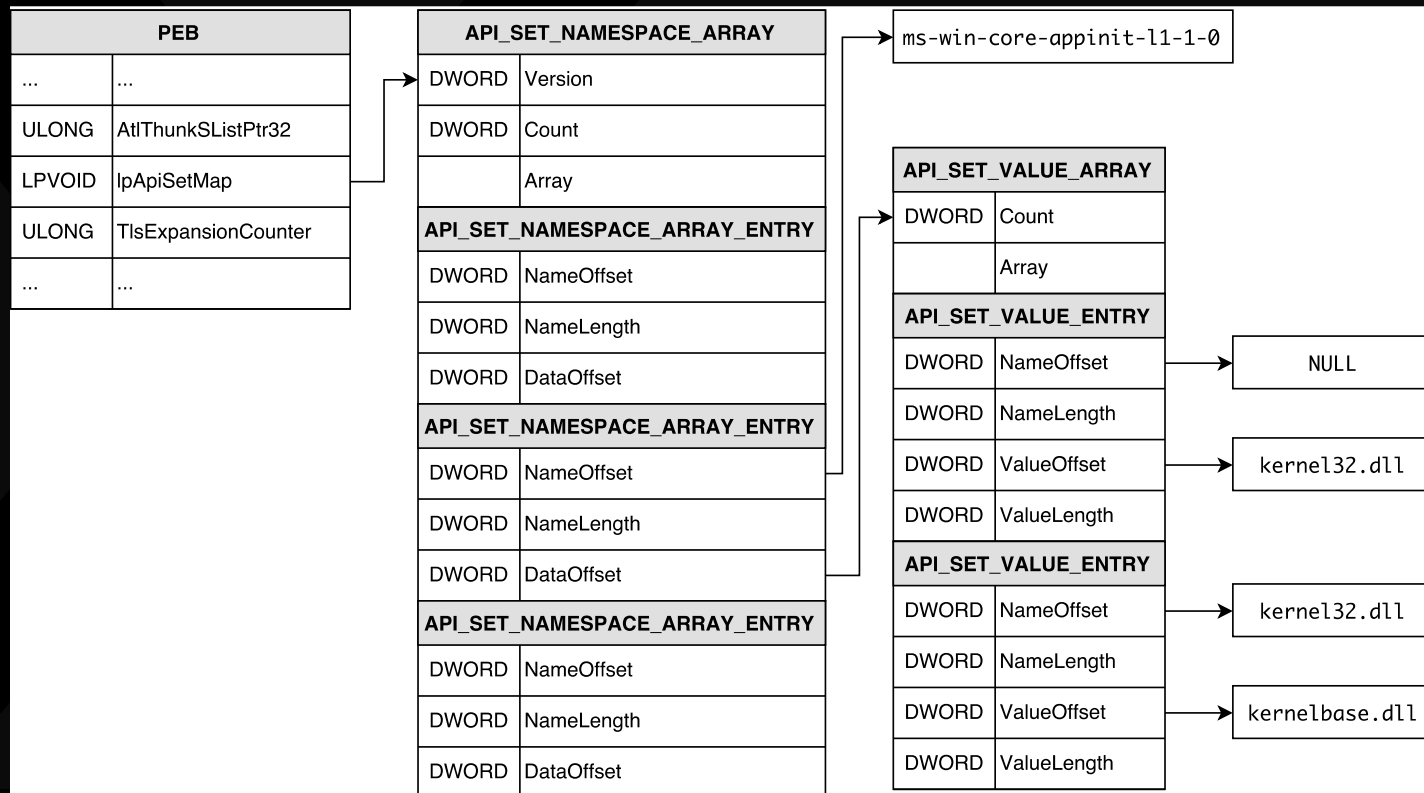 PEB
... ...
ULONG AtlThunkSListPtr32
LPVOID lpApiSetMap
ULONG TlsExpansionCounter
... ...
API_SET_NAMESPACE_ARRAY
DWORD Version
DWORD Count
Array
API_SET_NAMESPACE_ARRAY_ENTRY
DWORD NameOffset
DWORD NameLength
DWORD DataOffset
API_SET_NAMESPACE_ARRAY_ENTRY
DWORD NameOffset
DWORD NameLength
DWORD DataOffset
API_SET_NAMESPACE_ARRAY_ENTRY
DWORD NameOffset
DWORD NameLength
DWORD DataOffset
ms-win-core-appinit-l1-1-0
API_SET_VALUE_ARRAY
DWORD Count
Array
API_SET_VALUE_ENTRY
DWORD NameOffset
NULL
DWORD NameLength
DWORD ValueOffset
kernel32.dll
DWORD ValueLength
API_SET_VALUE_ENTRY
DWORD NameOffset
kernel32.dll
DWORD NameLength
DWORD ValueOffset
kernelbase.dll
DWORD ValueLength